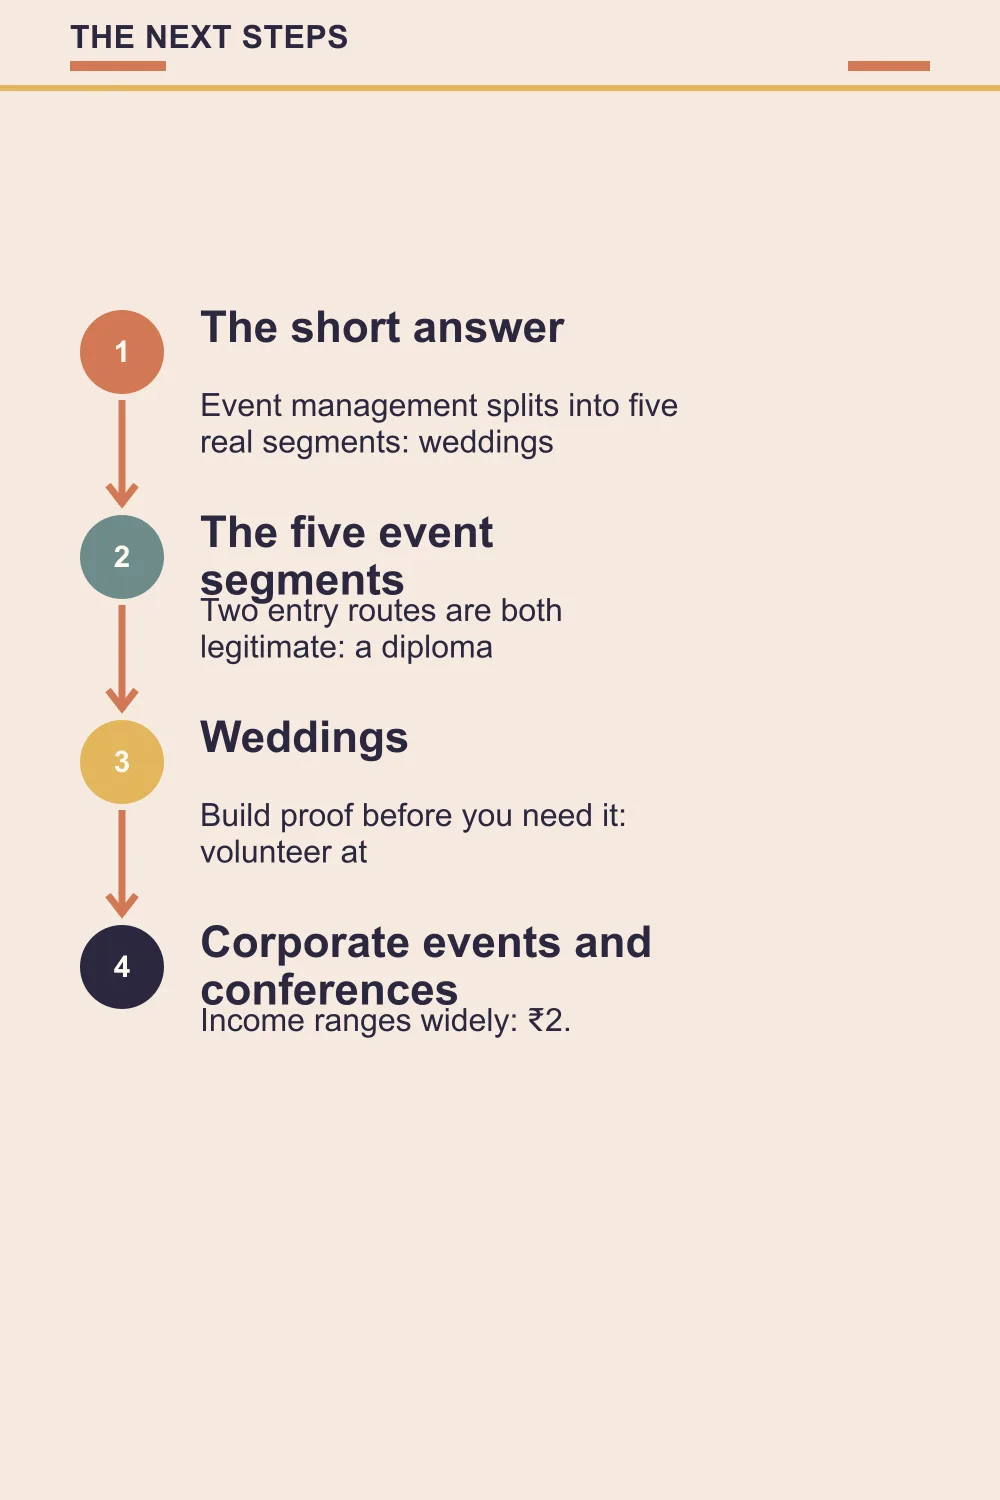 THE NEXT STEPS
1
The short answer
Event management splits into five
real segments: weddings
2
The five event
segments
Two entry routes are both
legitimate: a diploma
3
Weddings
Build proof before you need it:
volunteer at
4
Corporate events and
conferences
Income ranges widely: ₹2.